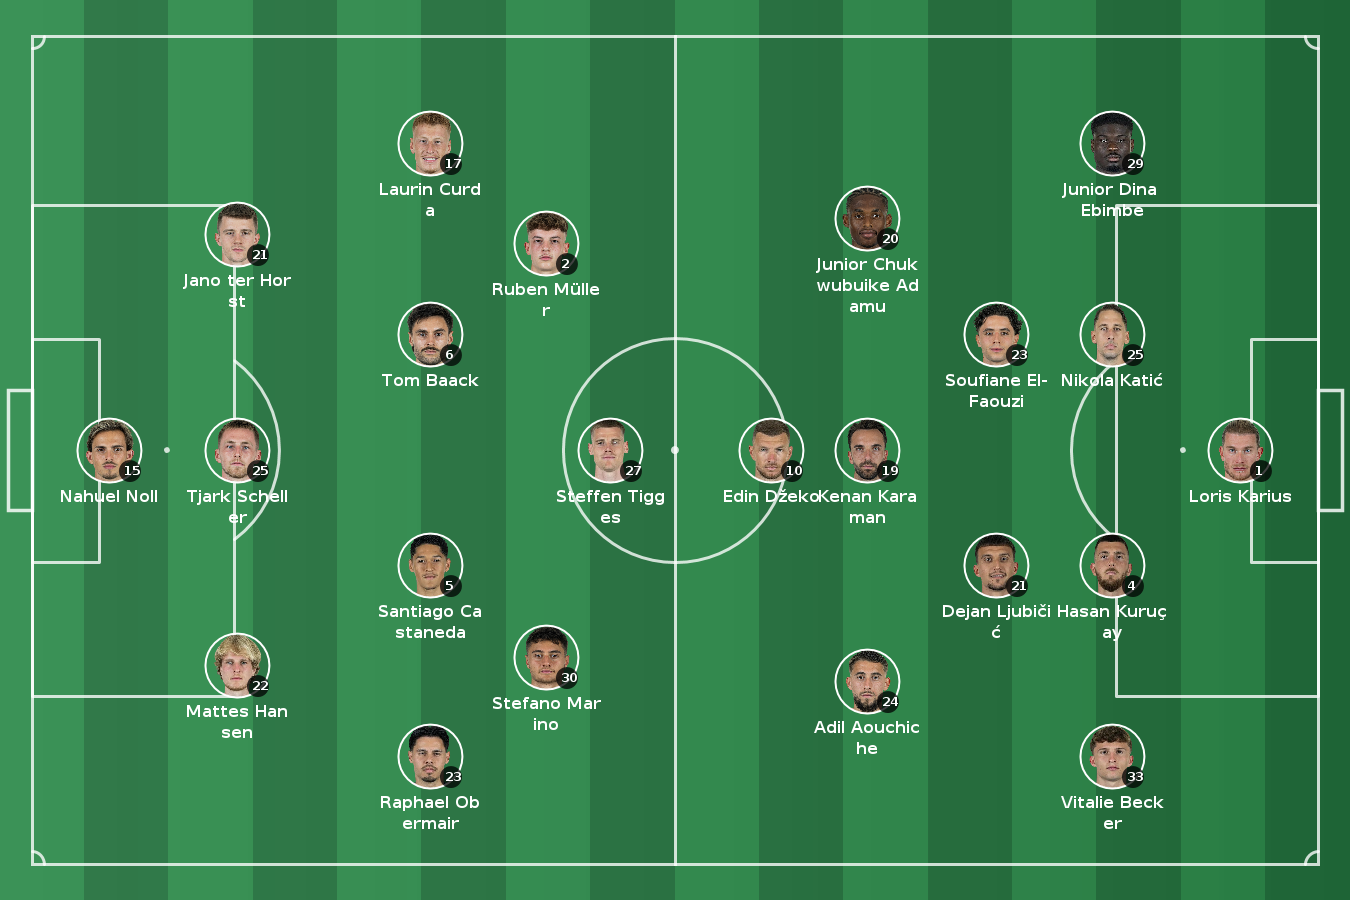 17
Laurin Curd
a
29
Junior Dina
Ebimbe
21
Jano ter Hor
st
2
Ruben Mülle
r
20
Junior Chuk
wubuike Ad
amu
6
Tom Baack
23
Soufiane El-
Faouzi
25
Nikola Katić
15
Nahuel Noll
25
Tjark Schell
er
27
Steffen Tigg
es
10
Edin Džeko
19
Kenan Kara
man
1
Loris Karius
5
Santiago Ca
staneda
21
Dejan Ljubiči
ć
4
Hasan Kuruç
ay
22
Mattes Han
sen
30
Stefano Mar
ino
24
Adil Aouchic
he
23
Raphael Ob
ermair
33
Vitalie Beck
er